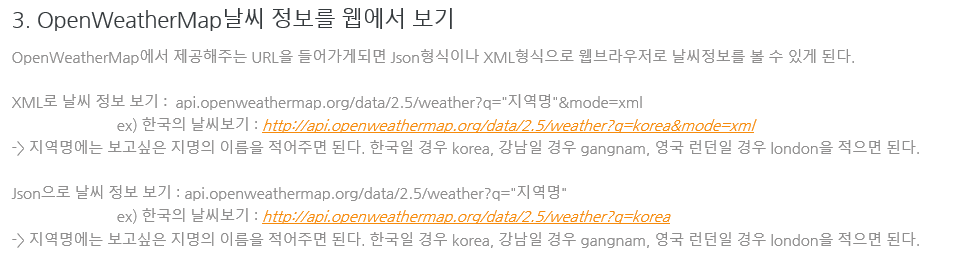 3. OpenWeatherMap날씨 정보를 웹에서 보기
OpenWeatherMap에서 제공해주는 URL을 들어가게되면 Json형식이나 XML형식으로 웹브라우저로 날씨정보를 볼 수 있게 된다.
XML로 날씨 정보 보기 : api.openweathermap.org/data/2.5/weather?q="지역명"&mode=xml
ex) 한국의 날씨보기 : http://api.openweathermap.org/data/2.5/weather?q=korea&mode=xml
-> 지역명에는 보고싶은 지명의 이름을 적어주면 된다. 한국일 경우 korea, 강남일 경우 gangnam, 영국 런던일 경우 london을 적으면 된다.
Json으로 날씨 정보 보기 : api.openweathermap.org/data/2.5/weather?q="지역명"
ex) 한국의 날씨보기 : http://api.openweathermap.org/data/2.5/weather?q=korea
-> 지역명에는 보고싶은 지명의 이름을 적어주면 된다. 한국일 경우 korea, 강남일 경우 gangnam, 영국 런던일 경우 london을 적으면 된다.